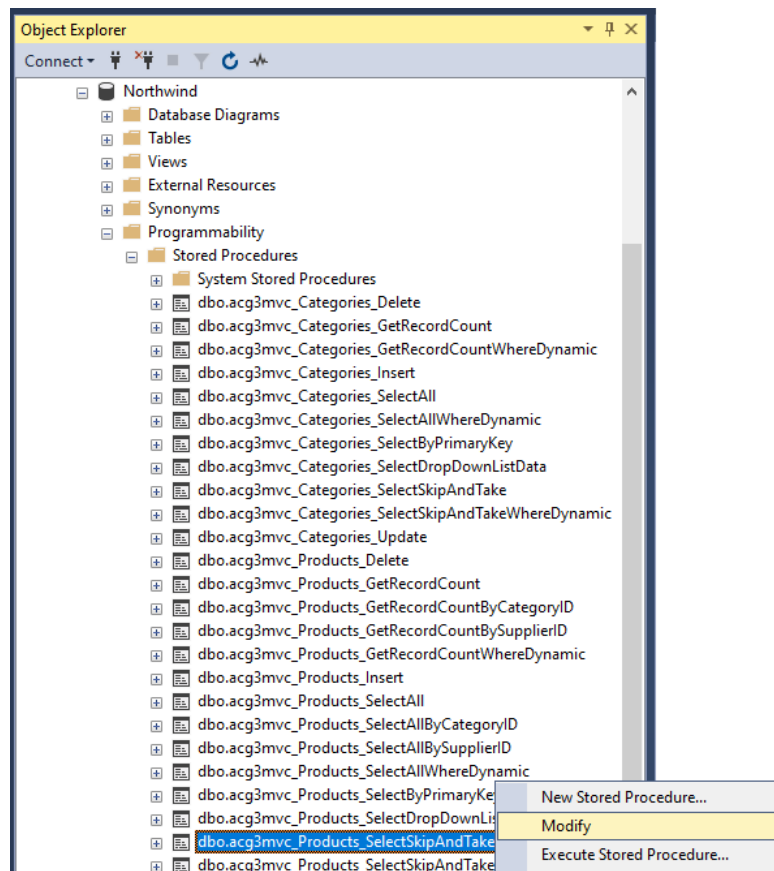 Object Explorer
Connect
Northwind
Database Diagrams
Tables
Views
External Resources
Synonyms
Programmability
Stored Procedures
System Stored Procedures
dbo.acg3mvc_Categories_Delete
dbo.acg3mvc_Categories_GetRecordCount
dbo.acg3mvc_Categories_GetRecordCountWhereDynamic
dbo.acg3mvc_Categories_Insert
dbo.acg3mvc_Categories_SelectAll
dbo.acg3mvc_Categories_SelectAllWhereDynamic
dbo.acg3mvc_Categories_SelectByPrimaryKey
dbo.acg3mvc_Categories_SelectDropDownListData
dbo.acg3mvc_Categories_SelectSkipAndTake
dbo.acg3mvc_Categories_SelectSkipAndTakeWhereDynamic
dbo.acg3mvc_Categories_Update
dbo.acg3mvc_Products_Delete
dbo.acg3mvc_Products_GetRecordCount
dbo.acg3mvc_Products_GetRecordCountByCategoryID
dbo.acg3mvc_Products_GetRecordCountBySupplierID
dbo.acg3mvc_Products_GetRecordCountWhereDynamic
dbo.acg3mvc_Products_Insert
dbo.acg3mvc_Products_SelectAll
dbo.acg3mvc_Products_SelectAllByCategoryID
dbo.acg3mvc_Products_SelectAllBySupplierID
dbo.acg3mvc_Products_SelectAllWhereDynamic
dbo.acg3mvc_Products_SelectByPrimaryKe
New Stored Procedure...
dbo.acg3mvc_Products_SelectDropDownLis
Modify
dbo.acg3mvc_Products_SelectSkipAndTake
Execute Stored Procedure...
dbo.acg3mvc_Products_SelectSkipAndTake